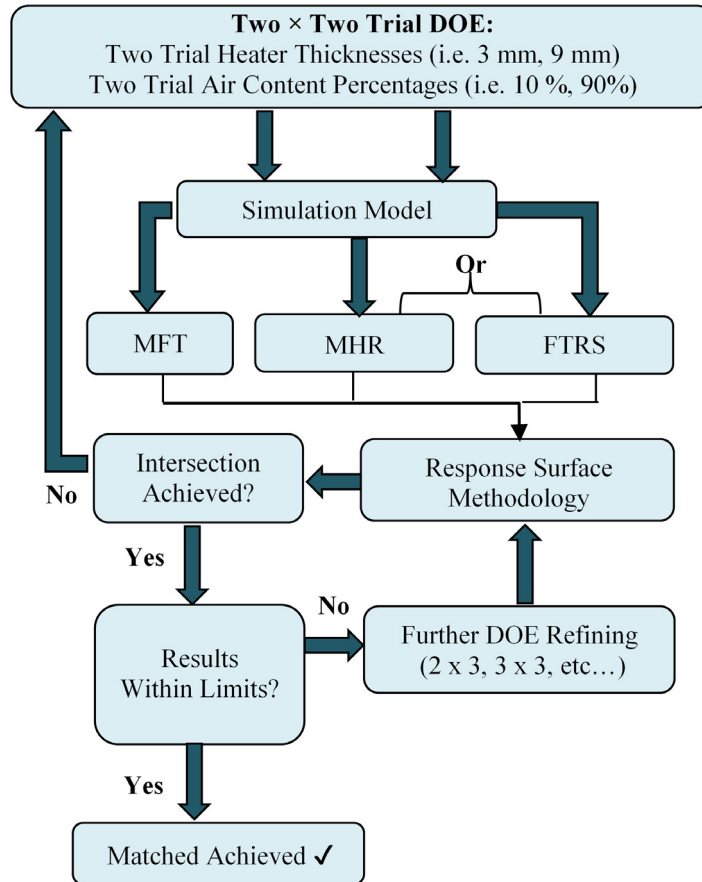 Two × Two Trial DOE:
Two Trial Heater Thicknesses (i.e. 3 mm, 9 mm)
Two Trial Air Content Percentages (i.e. 10 %, 90%)
Simulation Model
Or
MFT
MHR
FTRS
Intersection
Achieved?
Response Surface
Methodology
No
Yes
No
Results
Within Limits?
Further DOE Refining
(2 x 3, 3 x 3, etc…)
Yes
Matched Achieved ✓